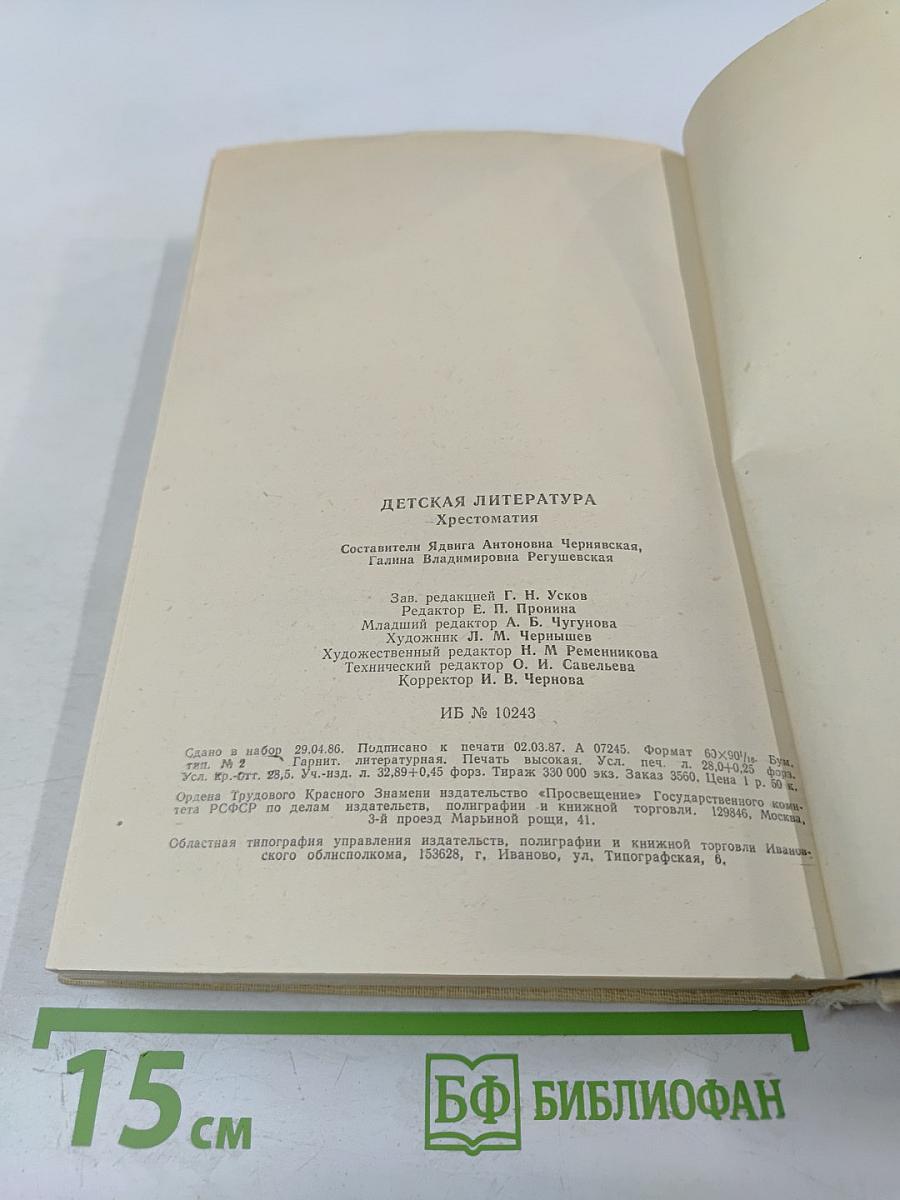 ДЕТСКАЯ ЛИТЕРАТУРА
Хрестоматия
Составители Ядвига Антоновна Чернявская,
Галина Владимировна Регушевская
Зав. редакцией Г. Н. Усков
Редактор Е. П. Пронина
Младший редактор А. Б. Чугунова
Художник Л. М. Чернышев
Художественный редактор Н. М Ременникова
Технический редактор О. И. Савельева
Корректор И. В. Чернова
ИБ № 10243
Сдано в набор 29.04.86. Подписано к печати 02.03.87. А 07245. Формат 60×90¹/₁₆. Бум.
тип. № 2 Гарнит. литературная. Печать высокая. Усл. печ. л. 28,0+0,25 форз.
Усл. кр.-отт. 28,5. Уч.-изд. л. 32,89+0,45 форз. Тираж 330 000 экз. Заказ 3560. Цена 1 р. 50 к.
Ордена Трудового Красного Знамени издательство «Просвещение» Государственного коми-
тета РСФСР по делам издательств, полиграфии и книжной торговли. 129846, Москва,
3-й проезд Марьиной рощи, 41.
Областная типография управления издательств, полиграфии и книжной торговли Иванов-
ского облисполкома, 153628, г. Иваново, ул. Типографская, 6.
15 см
БФ БИБЛИОФАН